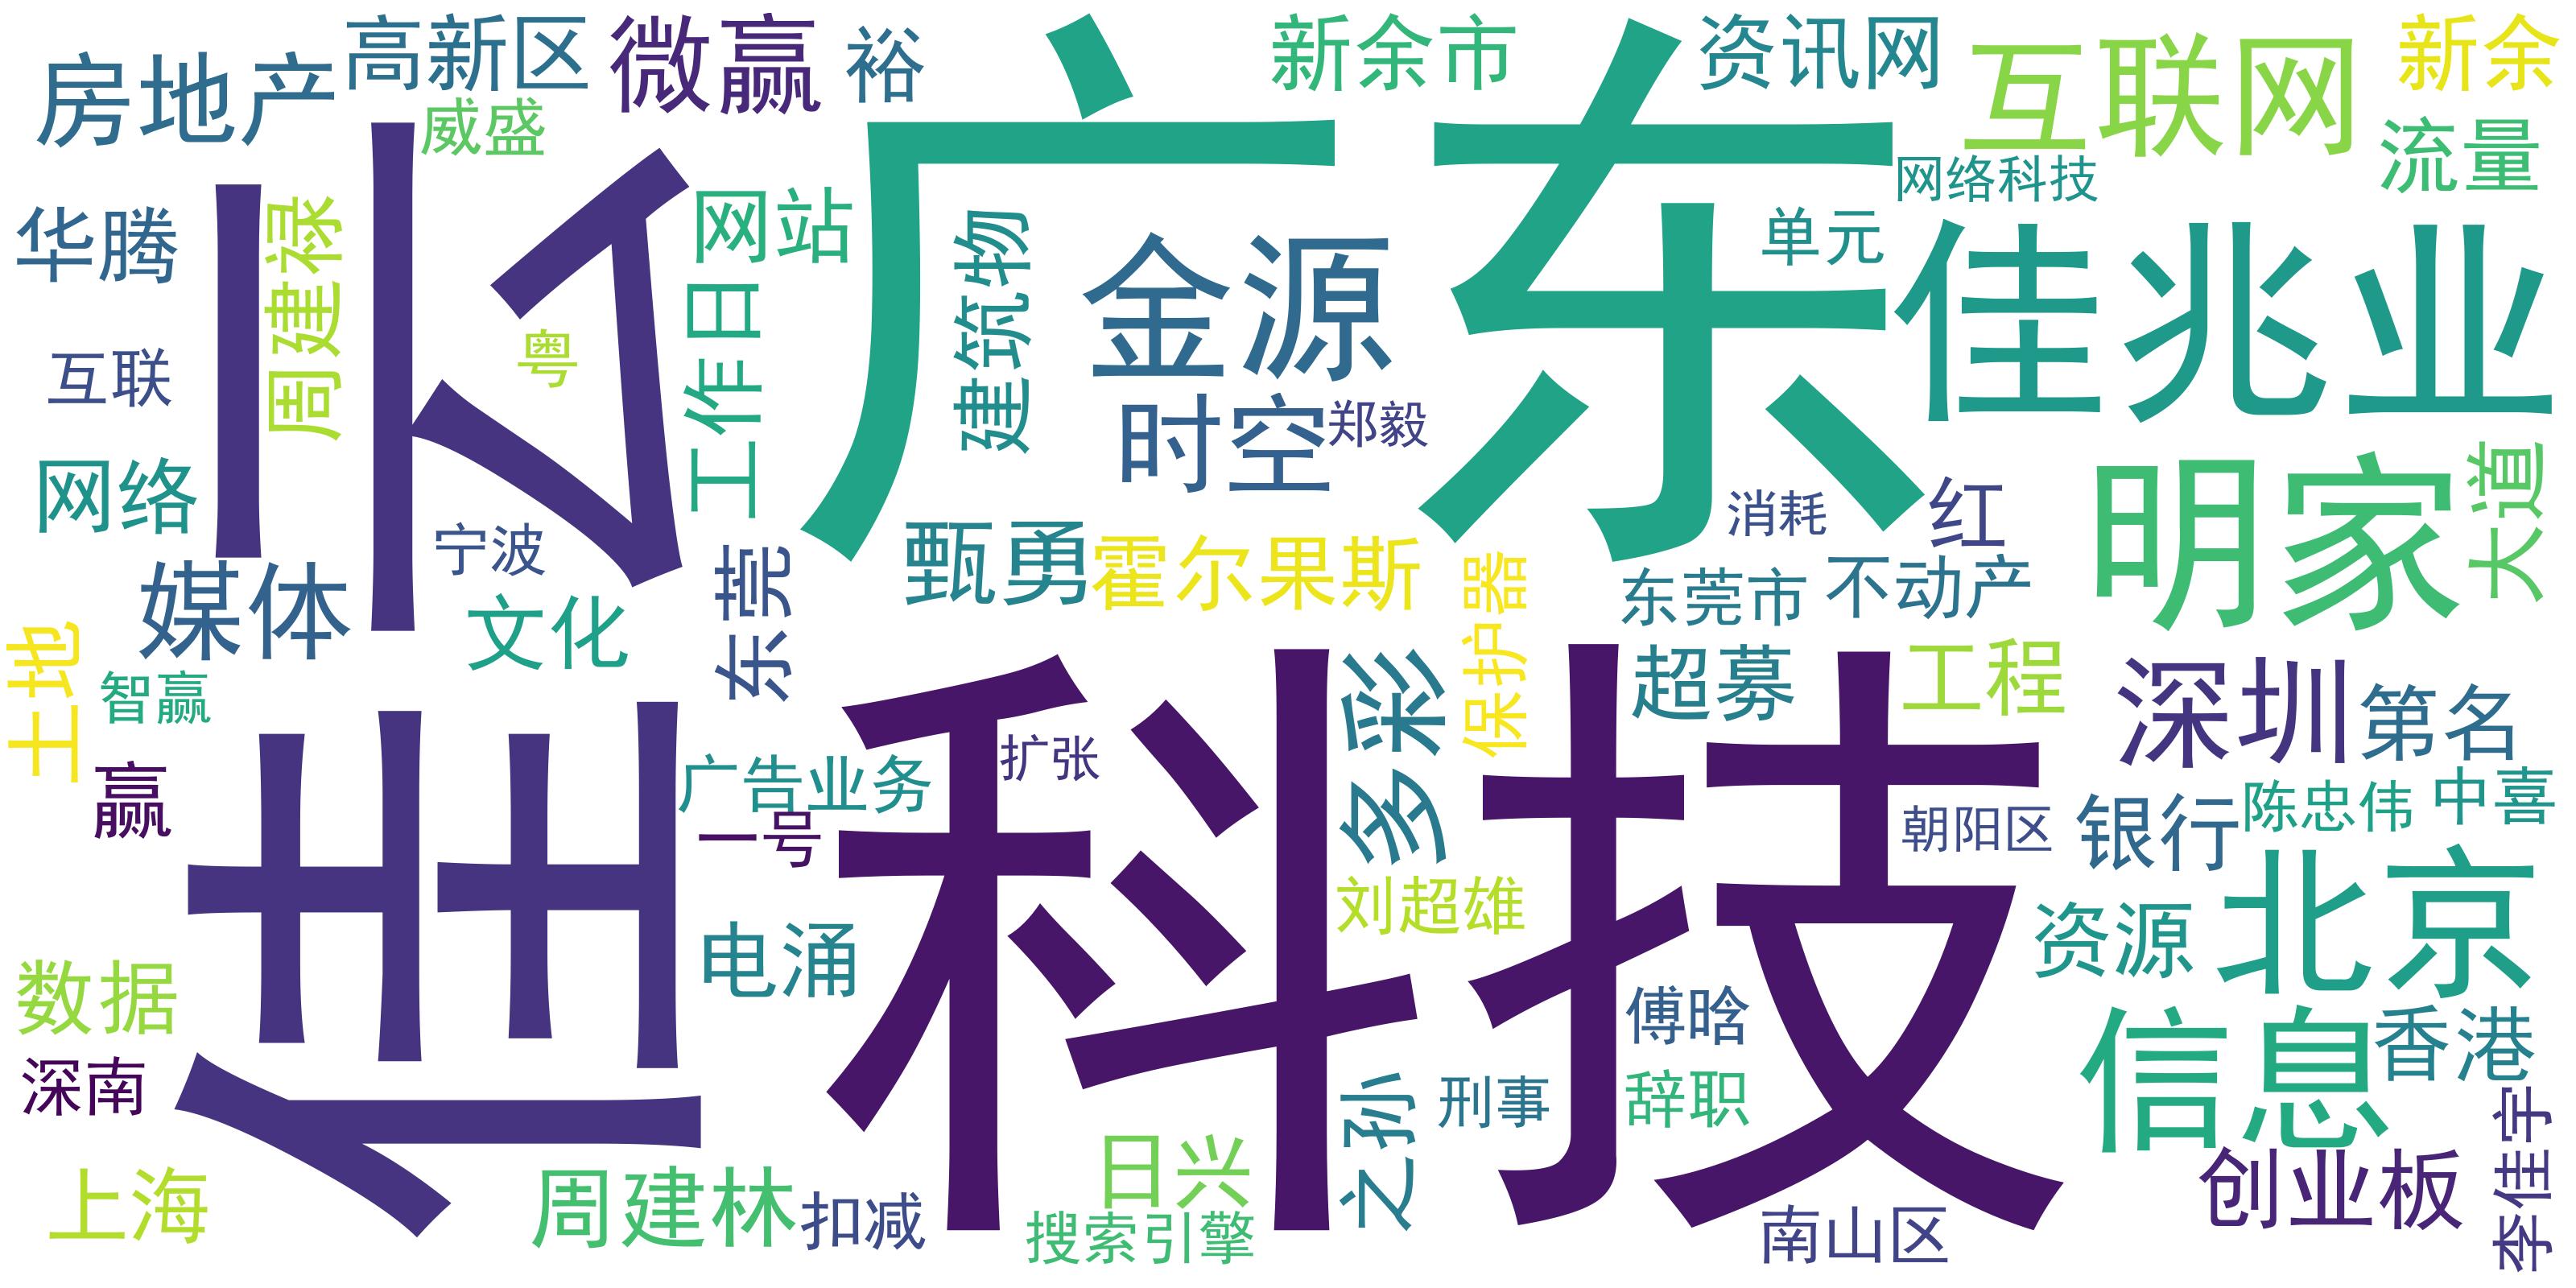 房地产
高新区
微赢
裕
新余市
资讯网
互联网
新余
威盛
流量
广东
佳云
网络科技
华腾
周建禄
网站
建筑物
金源
单元
佳兆业
互联
粤
工作日
时空
郑毅
明家
大道
网络
宁波
消耗
红
媒体
文化
东莞
甄勇
霍尔果斯
保护器
东莞市
不动产
土地
智赢
科技
多彩
超募
工程
深圳
第名
赢
广告业务
扩张
一号
朝阳区
银行
陈忠伟
中喜
刘超雄
北京
数据
电涌
资源
深南
傅晗
信息
香港
之孙
刑事
辞职
上海
周建林
扣减
日兴
搜索引擎
南山区
创业板
李佳宇